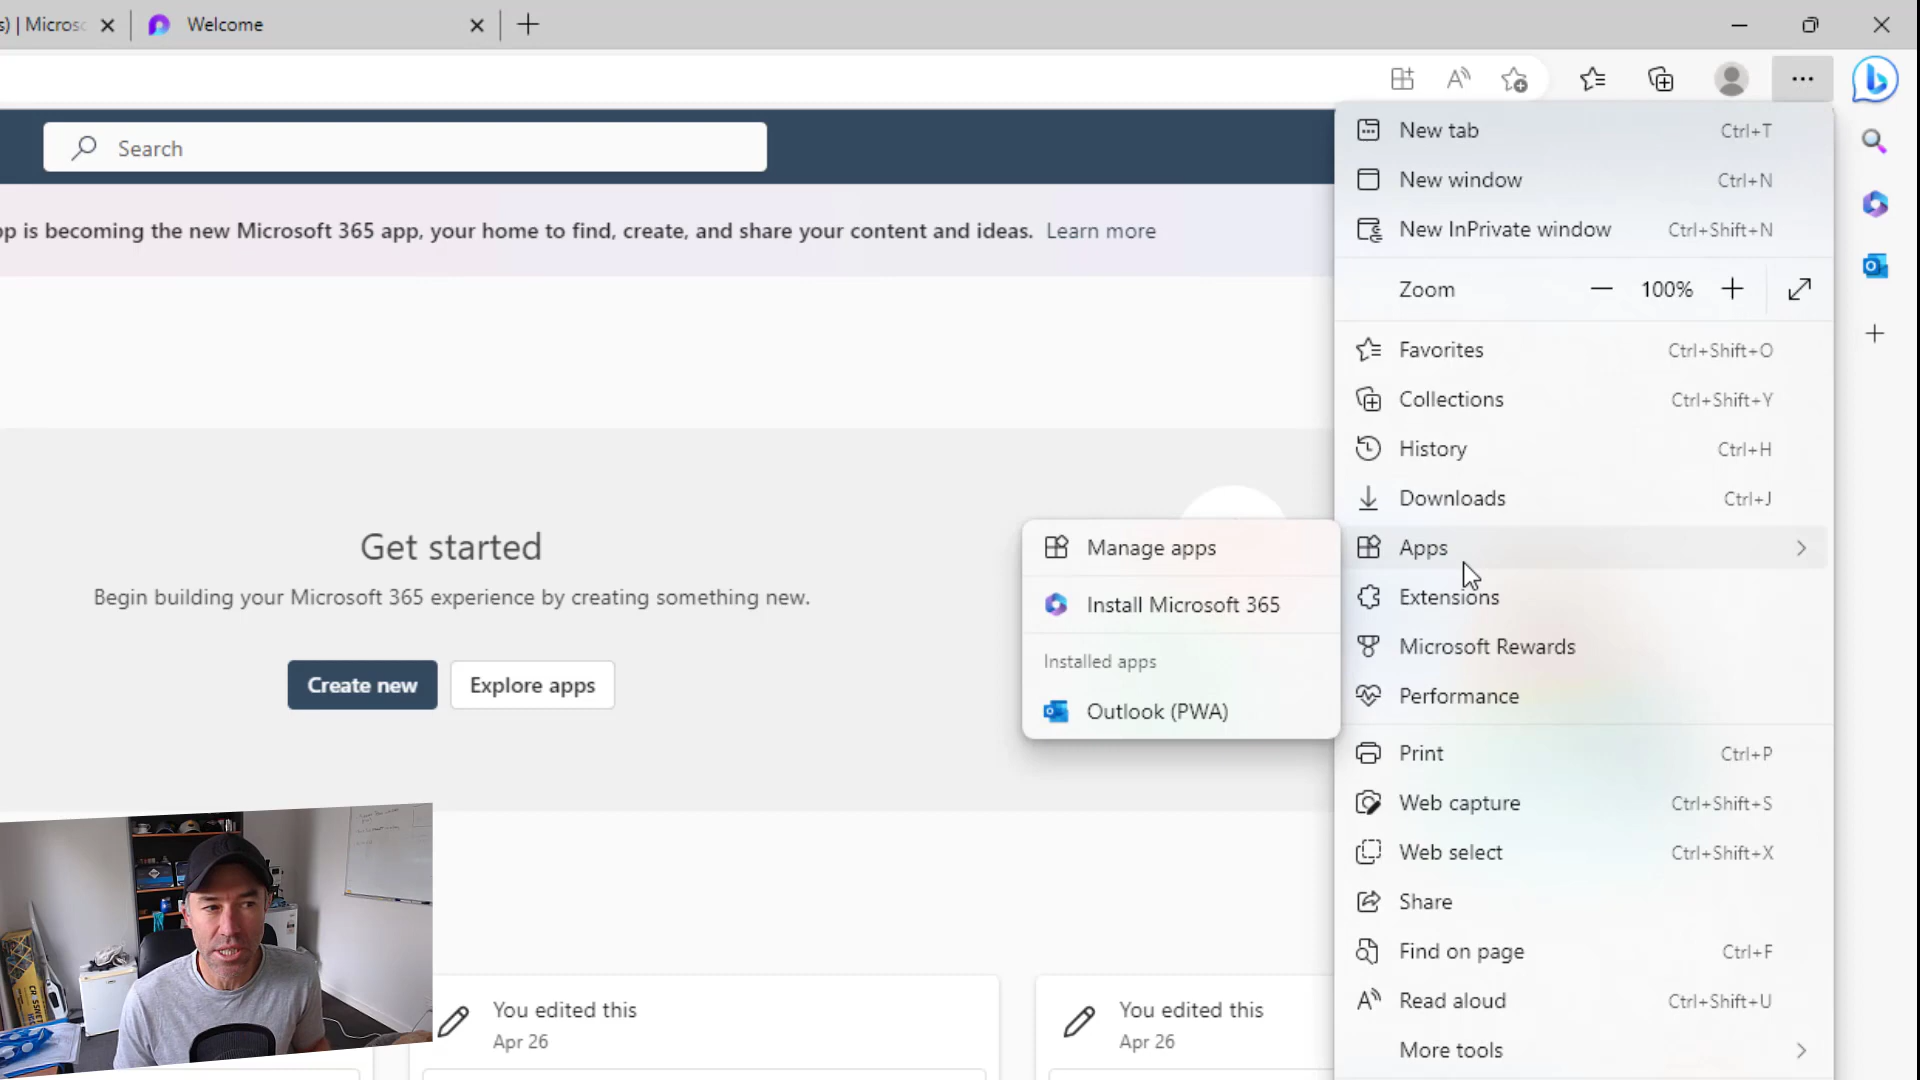 s) | Micros
Welcome
Search
pp is becoming the new Microsoft 365 app, your home to find, create, and share your content and ideas. Learn more
Get started
Begin building your Microsoft 365 experience by creating something new.
Create new
Explore apps
You edited this
Apr 26
You edited this
Apr 26
Manage apps
Install Microsoft 365
Installed apps
Outlook (PWA)
New tab Ctrl+T
New window Ctrl+N
New InPrivate window Ctrl+Shift+N
Zoom 100%
Favorites Ctrl+Shift+O
Collections Ctrl+Shift+Y
History Ctrl+H
Downloads Ctrl+J
Apps
Extensions
Microsoft Rewards
Performance
Print Ctrl+P
Web capture Ctrl+Shift+S
Web select Ctrl+Shift+X
Share
Find on page Ctrl+F
Read aloud Ctrl+Shift+U
More tools